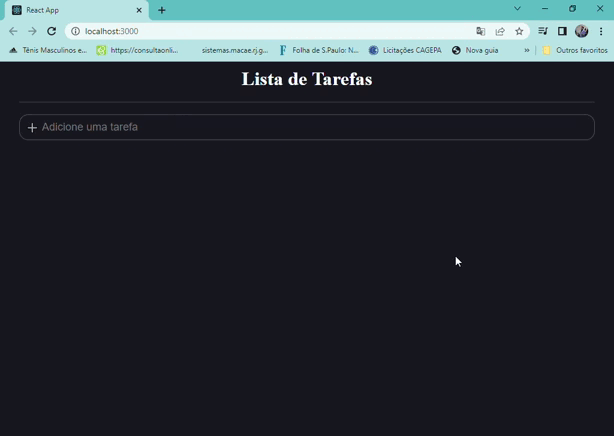 React App
localhost:3000
Tênis Masculinos e... https://consultaonli... sistemas.macae.rj.g... Folha de S.Paulo: N... Licitações CAGEPA Nova guia » Outros favoritos
Lista de Tarefas
Adicione uma tarefa